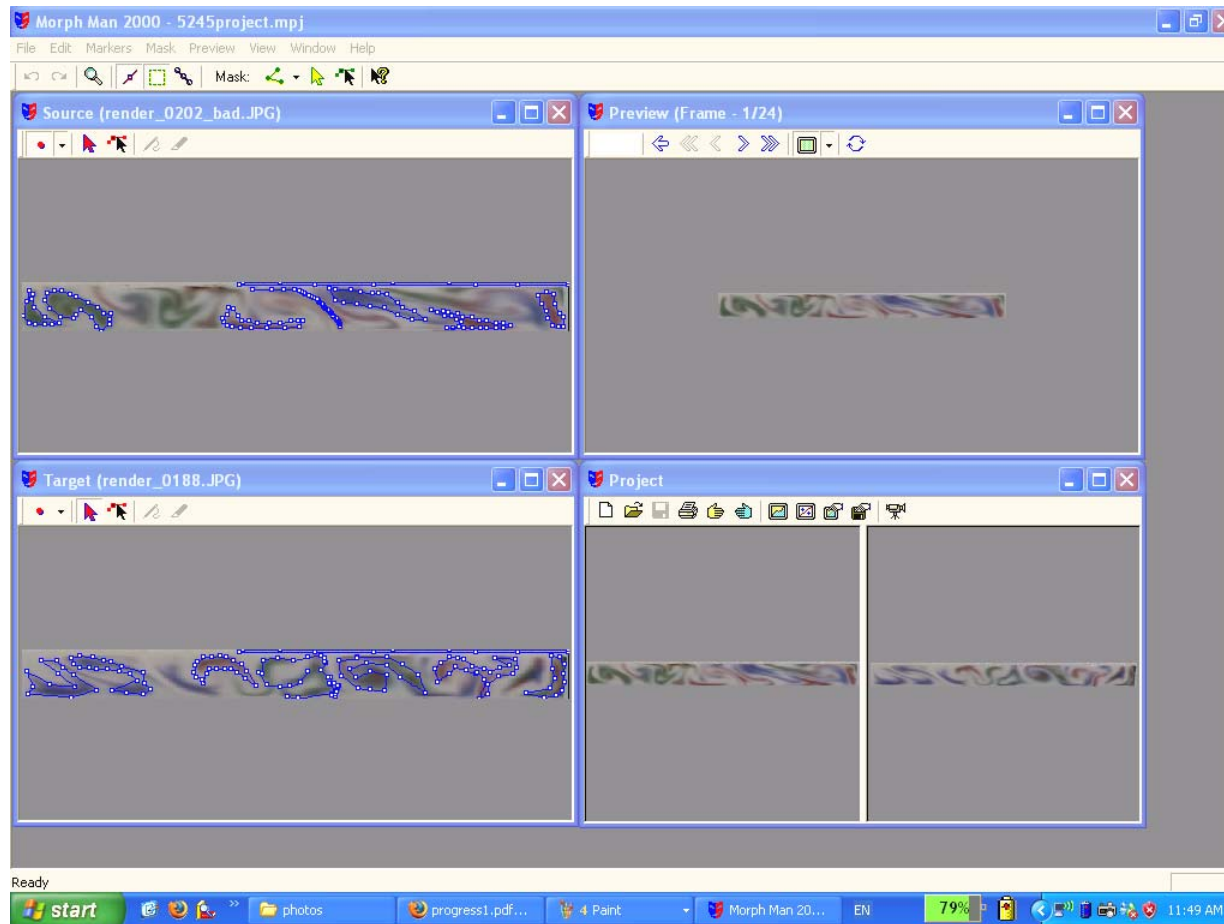 Morph Man 2000 - 5245project.mpj
File Edit Markers Mask Preview View Window Help
Mask:
Source (render_0202_bad.JPG)
Preview (Frame - 1/24)
Target (render_0188.JPG)
Project
Ready
start
»
photos
progress1.pdf...
4 Paint
Morph Man 20...
EN
79%
11:49 AM